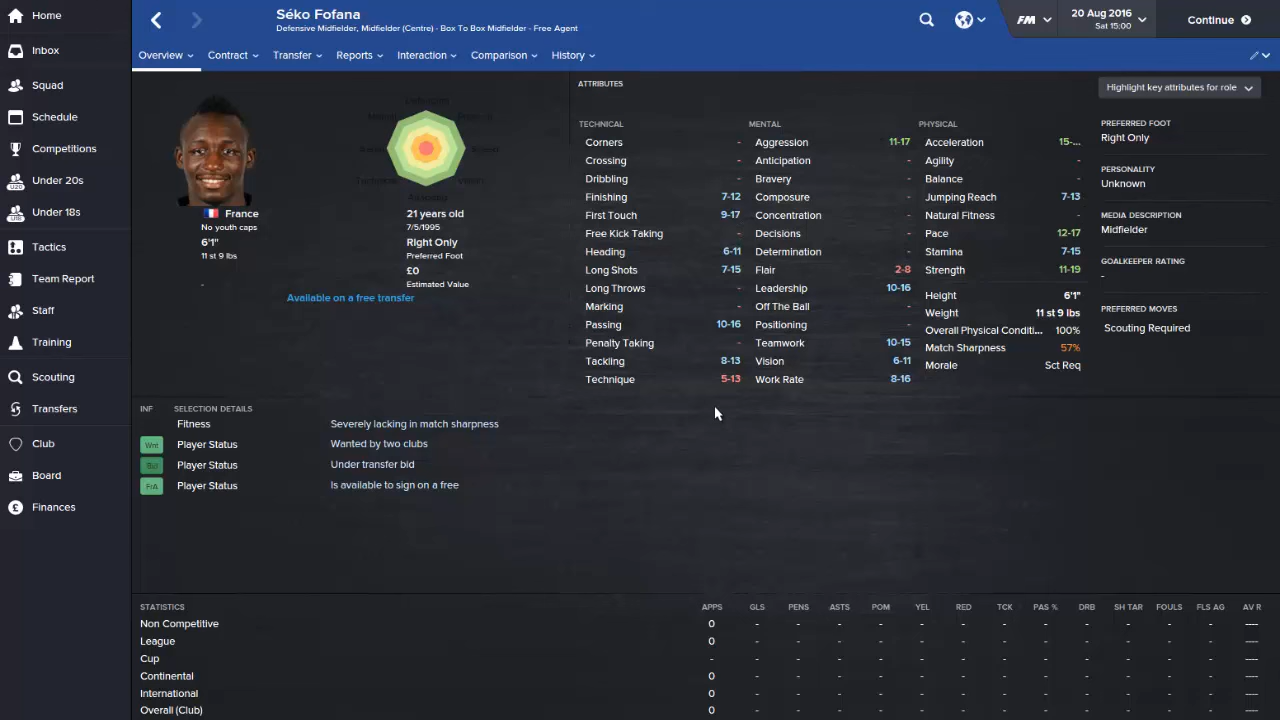 Home
Inbox
Squad
Schedule
Competitions
Under 20s
Under 18s
Tactics
Team Report
Staff
Training
Scouting
Transfers
Club
Board
Finances
Séko Fofana
Defensive Midfielder, Midfielder (Centre) - Box To Box Midfielder - Free Agent
FM
20 Aug 2016
Sat 15:00
Continue
Overview Contract Transfer Reports Interaction Comparison History
France
No youth caps
6'1"
11 st 9 lbs
-
21 years old
7/5/1995
Right Only
Preferred Foot
£0
Estimated Value
Available on a free transfer
ATTRIBUTES
Highlight key attributes for role
TECHNICAL
Corners -
Crossing -
Dribbling -
Finishing 7-12
First Touch 9-17
Free Kick Taking -
Heading 6-11
Long Shots 7-15
Long Throws -
Marking -
Passing 10-16
Penalty Taking -
Tackling 8-13
Technique 5-13
MENTAL
Aggression 11-17
Anticipation -
Bravery -
Composure -
Concentration -
Decisions -
Determination -
Flair 2-8
Leadership 10-16
Off The Ball -
Positioning -
Teamwork 10-15
Vision 6-11
Work Rate 8-16
PHYSICAL
Acceleration 15-...
Agility -
Balance -
Jumping Reach 7-13
Natural Fitness -
Pace 12-17
Stamina 7-15
Strength 11-19
Height 6'1"
Weight 11 st 9 lbs
Overall Physical Conditi... 100%
Match Sharpness 57%
Morale Sct Req
PREFERRED FOOT
Right Only
PERSONALITY
Unknown
MEDIA DESCRIPTION
Midfielder
GOALKEEPER RATING
-
PREFERRED MOVES
Scouting Required
INF SELECTION DETAILS
Fitness Severely lacking in match sharpness
Wnt Player Status Wanted by two clubs
Bid Player Status Under transfer bid
FrA Player Status Is available to sign on a free
STATISTICS APPS GLS PENS ASTS POM YEL RED TCK PAS % DRB SH TAR FOULS FLS AG AV R
Non Competitive 0 - - - - - - - - - - - - ----
League 0 - - - - - - - - - - - - ----
Cup - - - - - - - - - - - - - ----
Continental 0 - - - - - - - - - - - - ----
International 0 - - - - - - - - - - - - ----
Overall (Club) 0 - - - - - - - - - - - - ----